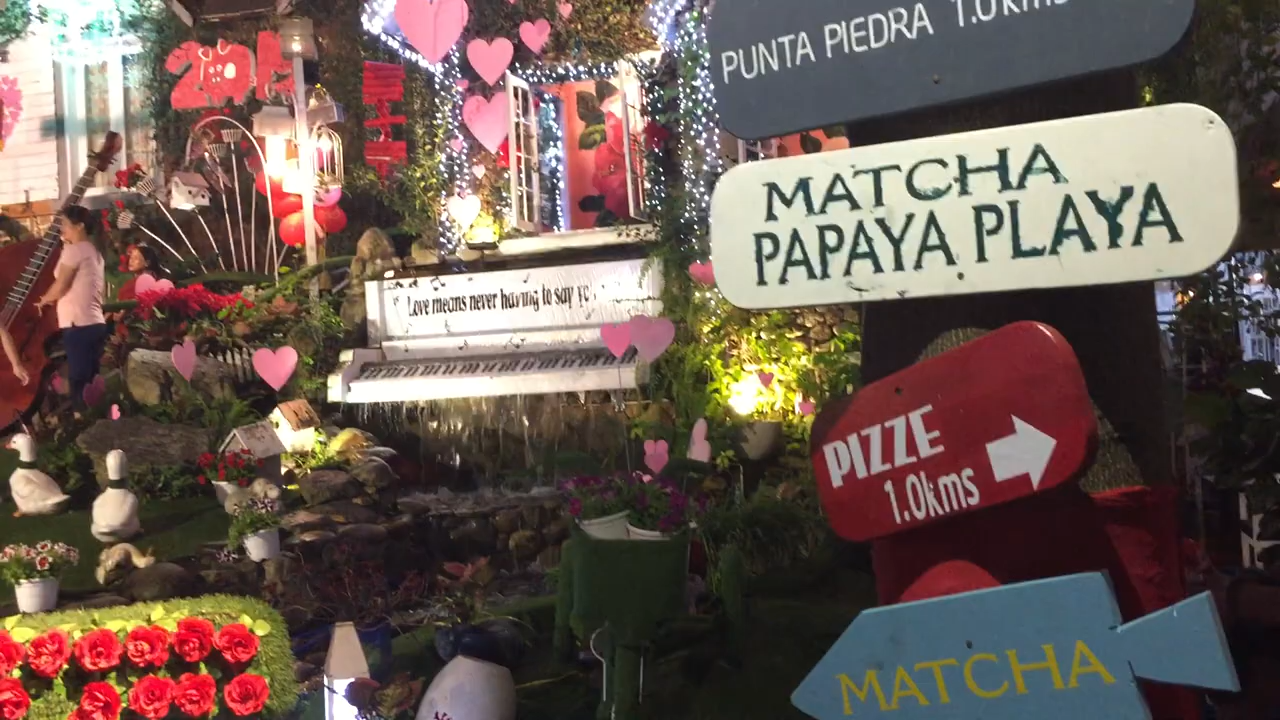 PUNTA PIEDRA 1.0kms
MATCHA
PAPAYA PLAYA
Love means never having to say
PIZZE
1.0kms
MATCHA